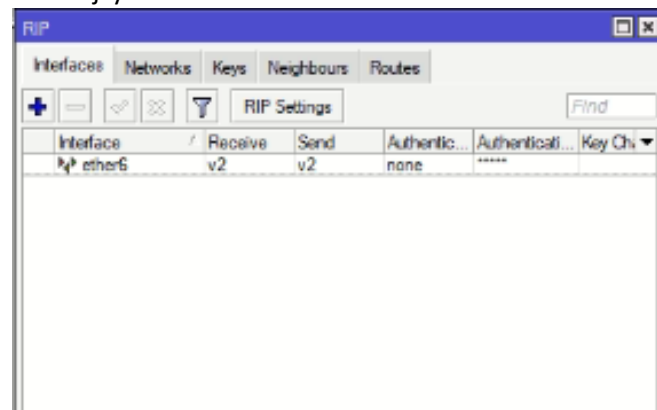 RIP
Interfaces Networks Keys Neighbours Routes
RIP Settings Find
Interface Receive Send Authentic... Authenticati... Key Ch
ether6 v2 v2 none *****